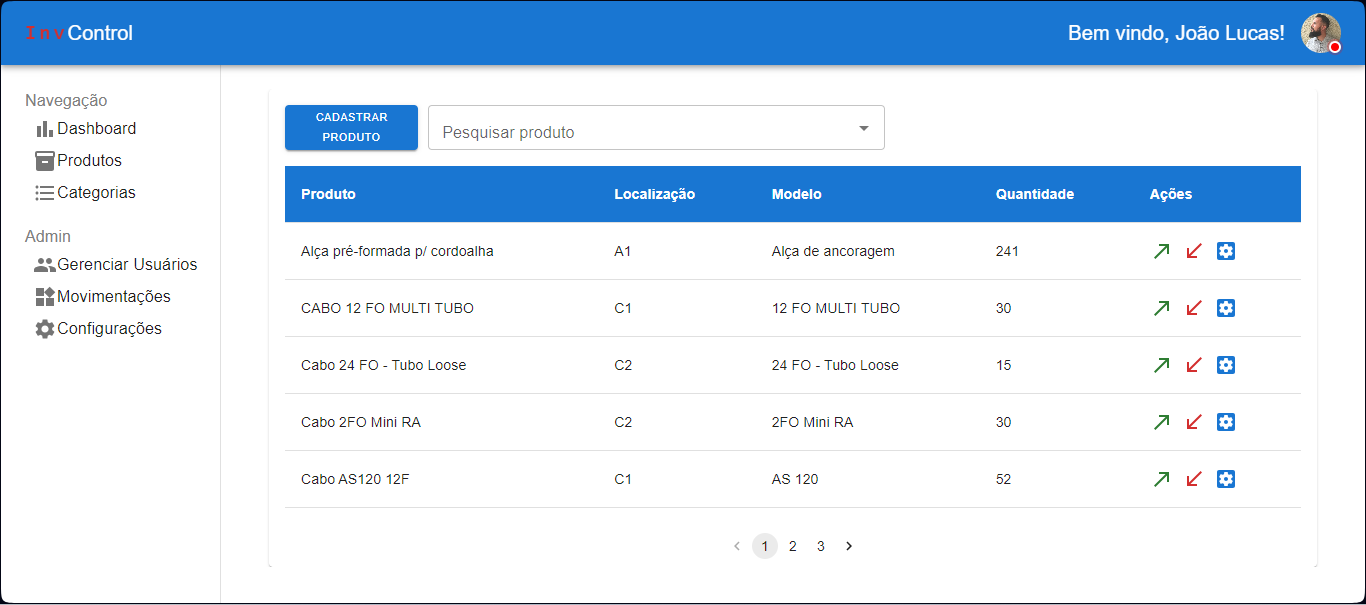 InvControl
Bem vindo, João Lucas!
Navegação
Dashboard
Produtos
Categorias
Admin
Gerenciar Usuários
Movimentações
Configurações
CADASTRAR
PRODUTO
Pesquisar produto
Produto Localização Modelo Quantidade Ações
Alça pré-formada p/ cordoalha A1 Alça de ancoragem 241
CABO 12 FO MULTI TUBO C1 12 FO MULTI TUBO 30
Cabo 24 FO - Tubo Loose C2 24 FO - Tubo Loose 15
Cabo 2FO Mini RA C2 2FO Mini RA 30
Cabo AS120 12F C1 AS 120 52
1 2 3